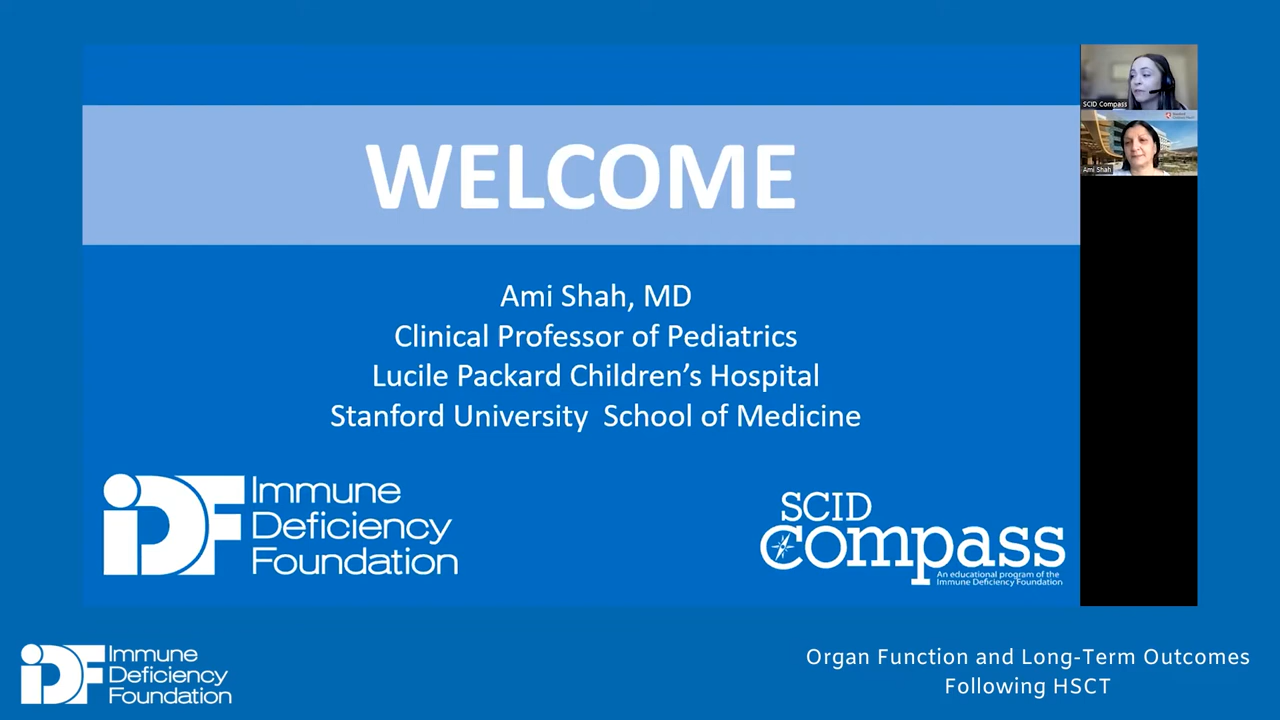 WELCOME
Ami Shah, MD
Clinical Professor of Pediatrics
Lucile Packard Children's Hospital
Stanford University School of Medicine
iDF Immune
Deficiency
Foundation
SCID
Compass
An educational program of the
Immune Deficiency Foundation
SCID Compass
Ami Shah
iDF Immune
Deficiency
Foundation
Organ Function and Long-Term Outcomes
Following HSCT